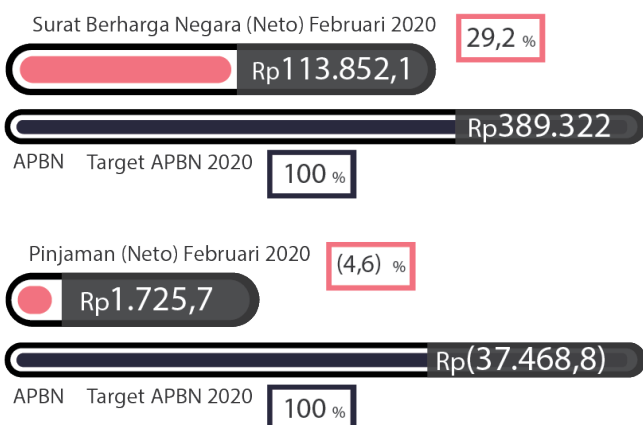 Surat Berharga Negara (Neto) Februari 2020
29,2 %
Rp113.852,1
Rp389.322
APBN Target APBN 2020
100 %
Pinjaman (Neto) Februari 2020
(4,6) %
Rp1.725,7
Rp(37.468,8)
APBN Target APBN 2020
100 %